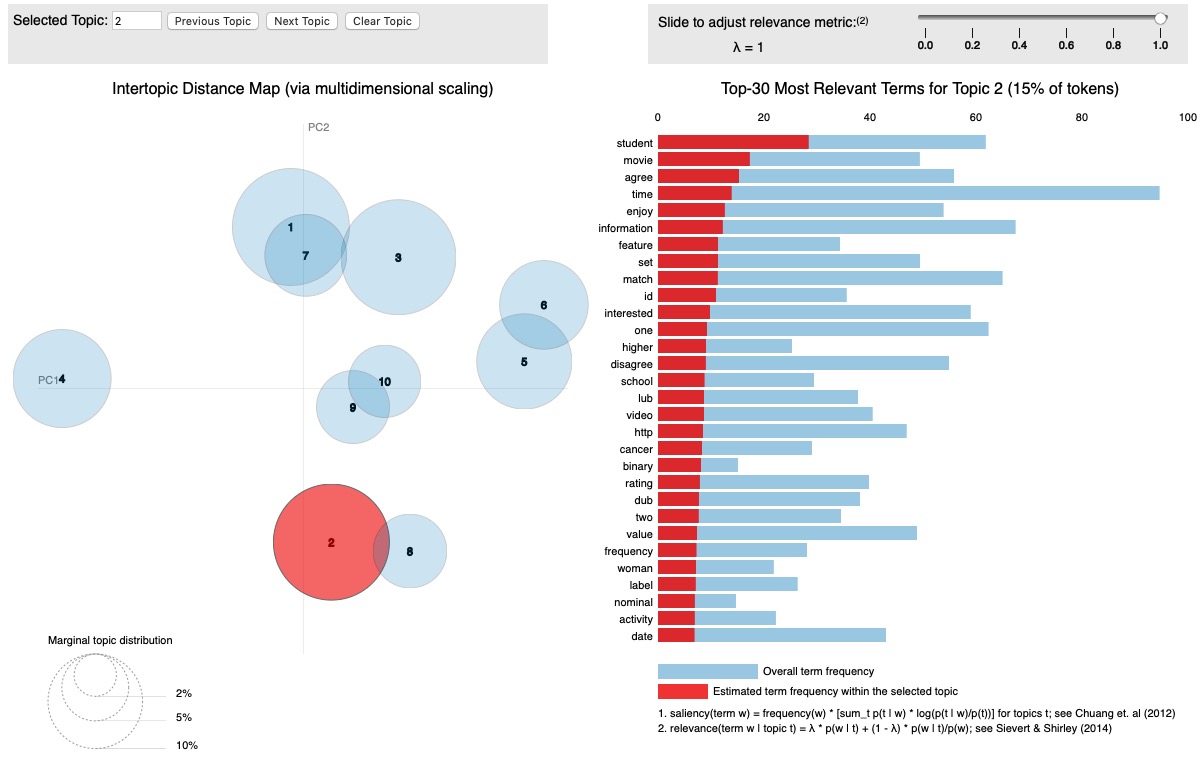 Selected Topic: 2 Previous Topic Next Topic Clear Topic
Slide to adjust relevance metric:(2)
λ = 1
0.0 0.2 0.4 0.6 0.8 1.0
Intertopic Distance Map (via multidimensional scaling)
PC2
PC1
1
7
3
6
5
4
10
9
2
8
Marginal topic distribution
2%
5%
10%
Top-30 Most Relevant Terms for Topic 2 (15% of tokens)
0 20 40 60 80 100
student
movie
agree
time
enjoy
information
feature
set
match
id
interested
one
higher
disagree
school
lub
video
http
cancer
binary
rating
dub
two
value
frequency
woman
label
nominal
activity
date
Overall term frequency
Estimated term frequency within the selected topic
1. saliency(term w) = frequency(w) * [sum_t p(t | w) * log(p(t | w)/p(t))] for topics t; see Chuang et. al (2012)
2. relevance(term w | topic t) = λ * p(w | t) + (1 - λ) * p(w | t)/p(w); see Sievert & Shirley (2014)